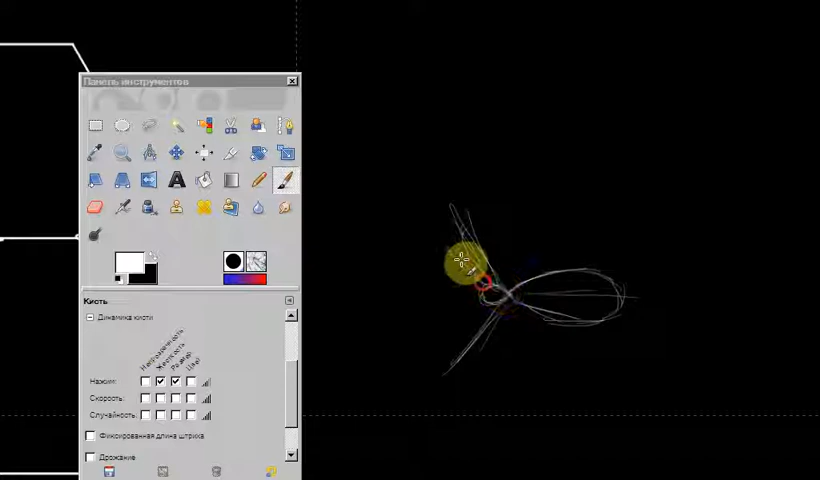 Панель инструментов
Кисть
Динамика кисти
Непрозрачность
Жесткость
Размер
Цвет
Нажим:
Скорость:
Случайность:
Фиксированная длина штриха
Дрожание